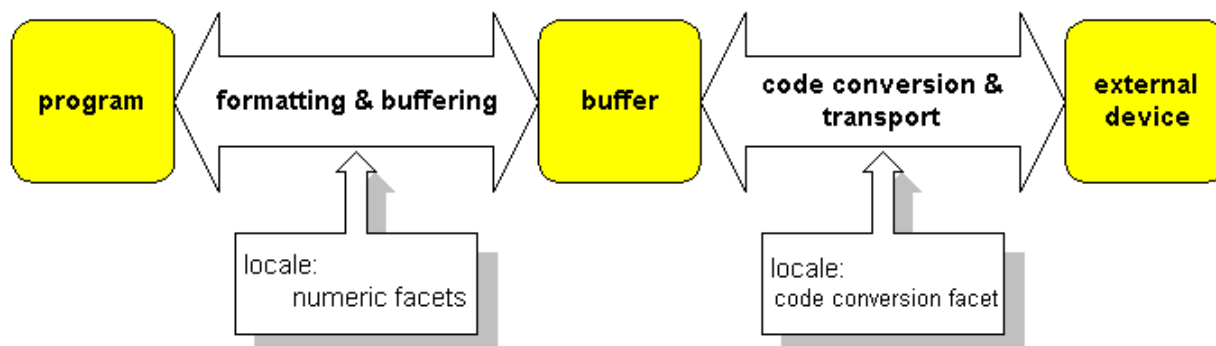 program
formatting & buffering
buffer
code conversion &
transport
external
device
locale:
numeric facets
locale:
code conversion facet